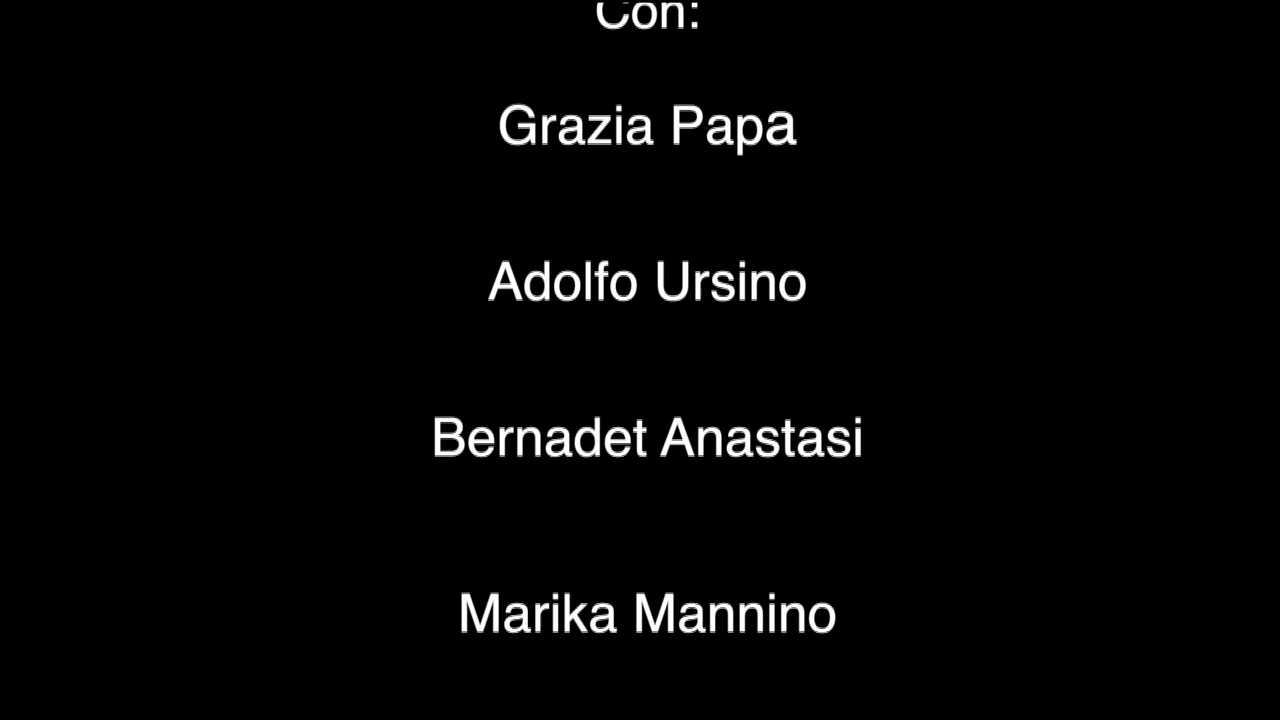 Con:
Grazia Papa
Adolfo Ursino
Bernadet Anastasi
Marika Mannino